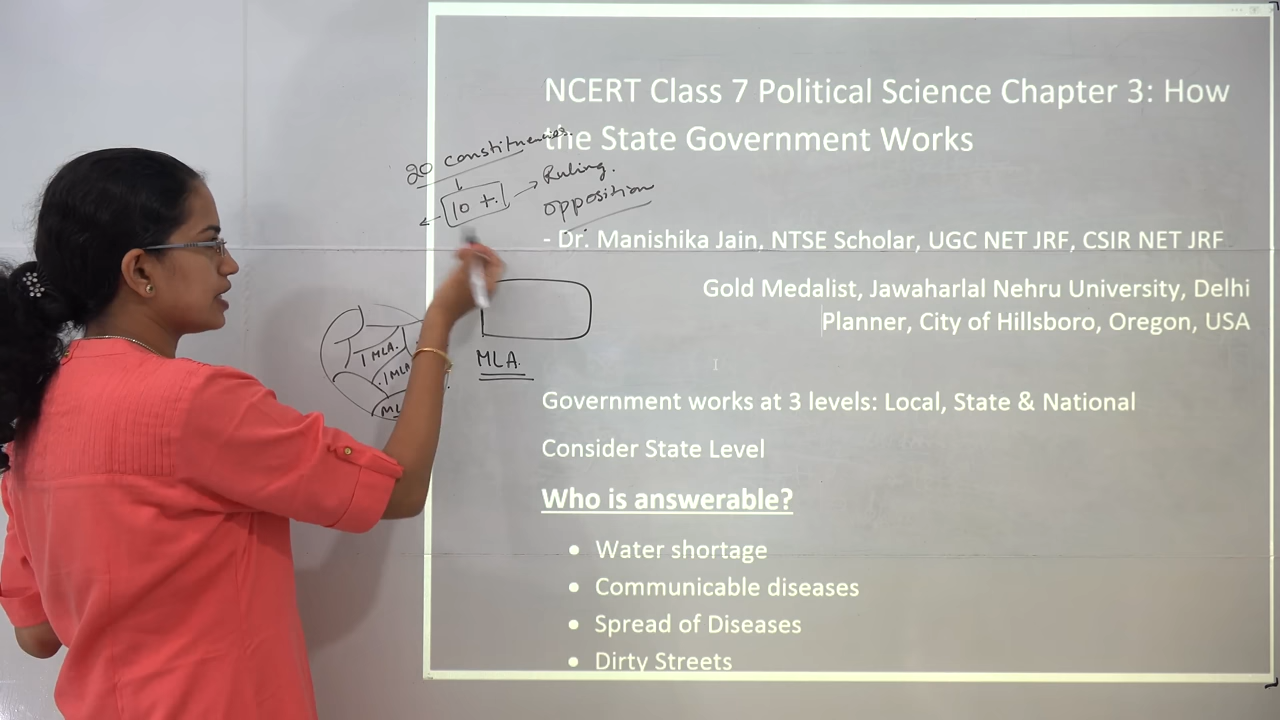 NCERT Class 7 Political Science Chapter 3: How
the State Government Works
20 constituencies.
Ruling.
10 +.
opposition
- Dr. Manishika Jain, NTSE Scholar, UGC NET JRF, CSIR NET JRF
Gold Medalist, Jawaharlal Nehru University, Delhi
Planner, City of Hillsboro, Oregon, USA
1 MLA.
MLA.
1 MLA
ML
Government works at 3 levels: Local, State & National
Consider State Level
Who is answerable?
• Water shortage
• Communicable diseases
• Spread of Diseases
• Dirty Streets